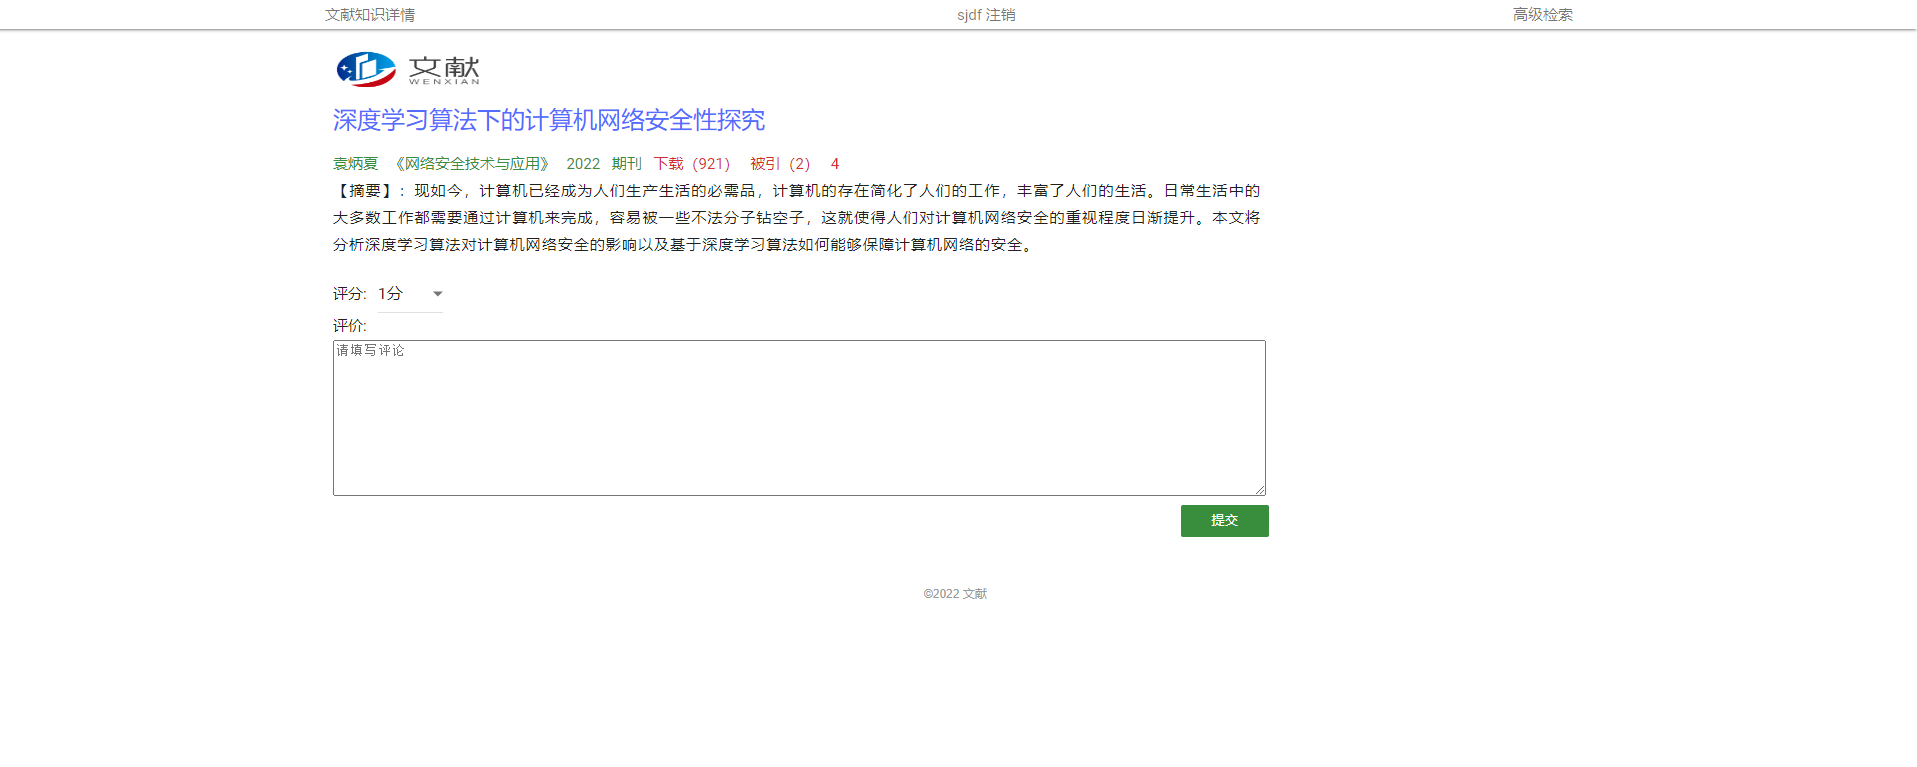 文献知识详情 sjdf 注销 高级检索
文献
WENXIAN
深度学习算法下的计算机网络安全性探究
袁炳夏 《网络安全技术与应用》 2022 期刊 下载（921） 被引（2） 4
【摘要】：现如今，计算机已经成为人们生产生活的必需品，计算机的存在简化了人们的工作，丰富了人们的生活。日常生活中的
大多数工作都需要通过计算机来完成，容易被一些不法分子钻空子，这就使得人们对计算机网络安全的重视程度日渐提升。本文将
分析深度学习算法对计算机网络安全的影响以及基于深度学习算法如何能够保障计算机网络的安全。
评分: 1分
评价:
请填写评论
提交
©2022 文献